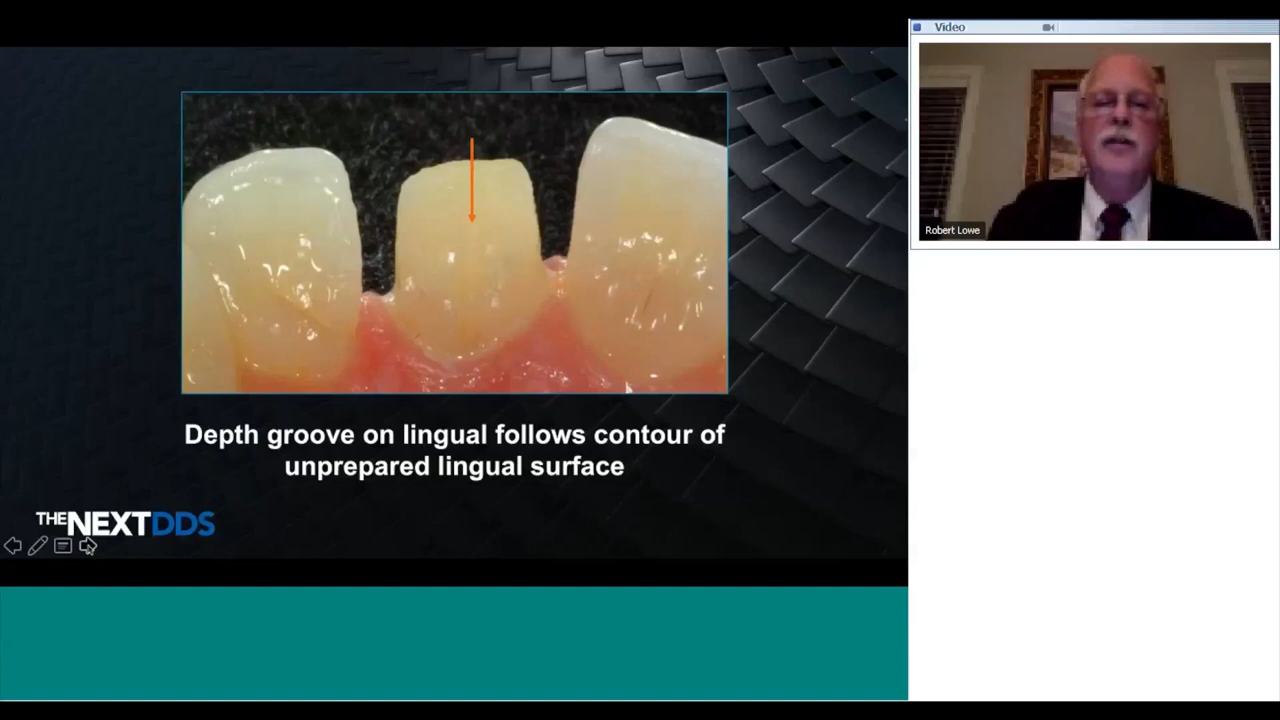 Video
Robert Lowe
Depth groove on lingual follows contour of
unprepared lingual surface
THENEXTDDS